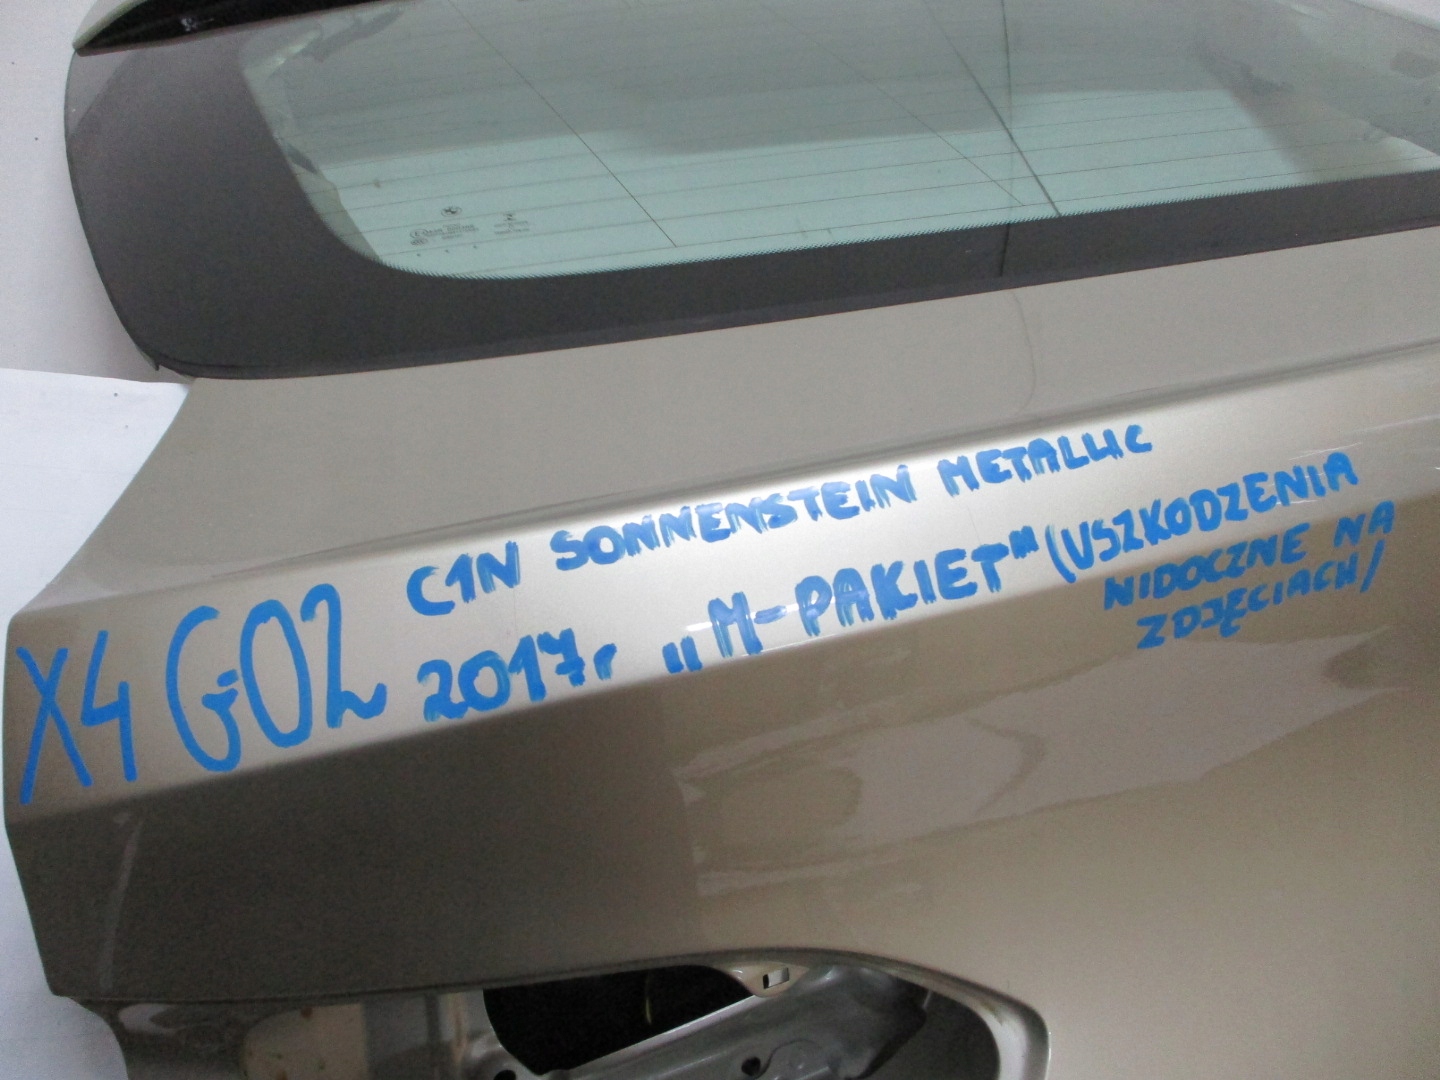 X4 G02
C1N SONNENSTEIN METALLIC
2017r „M-PAKIET" (USZKODZENIA
NIDOCZNE NA
ZDJĘCIACH)